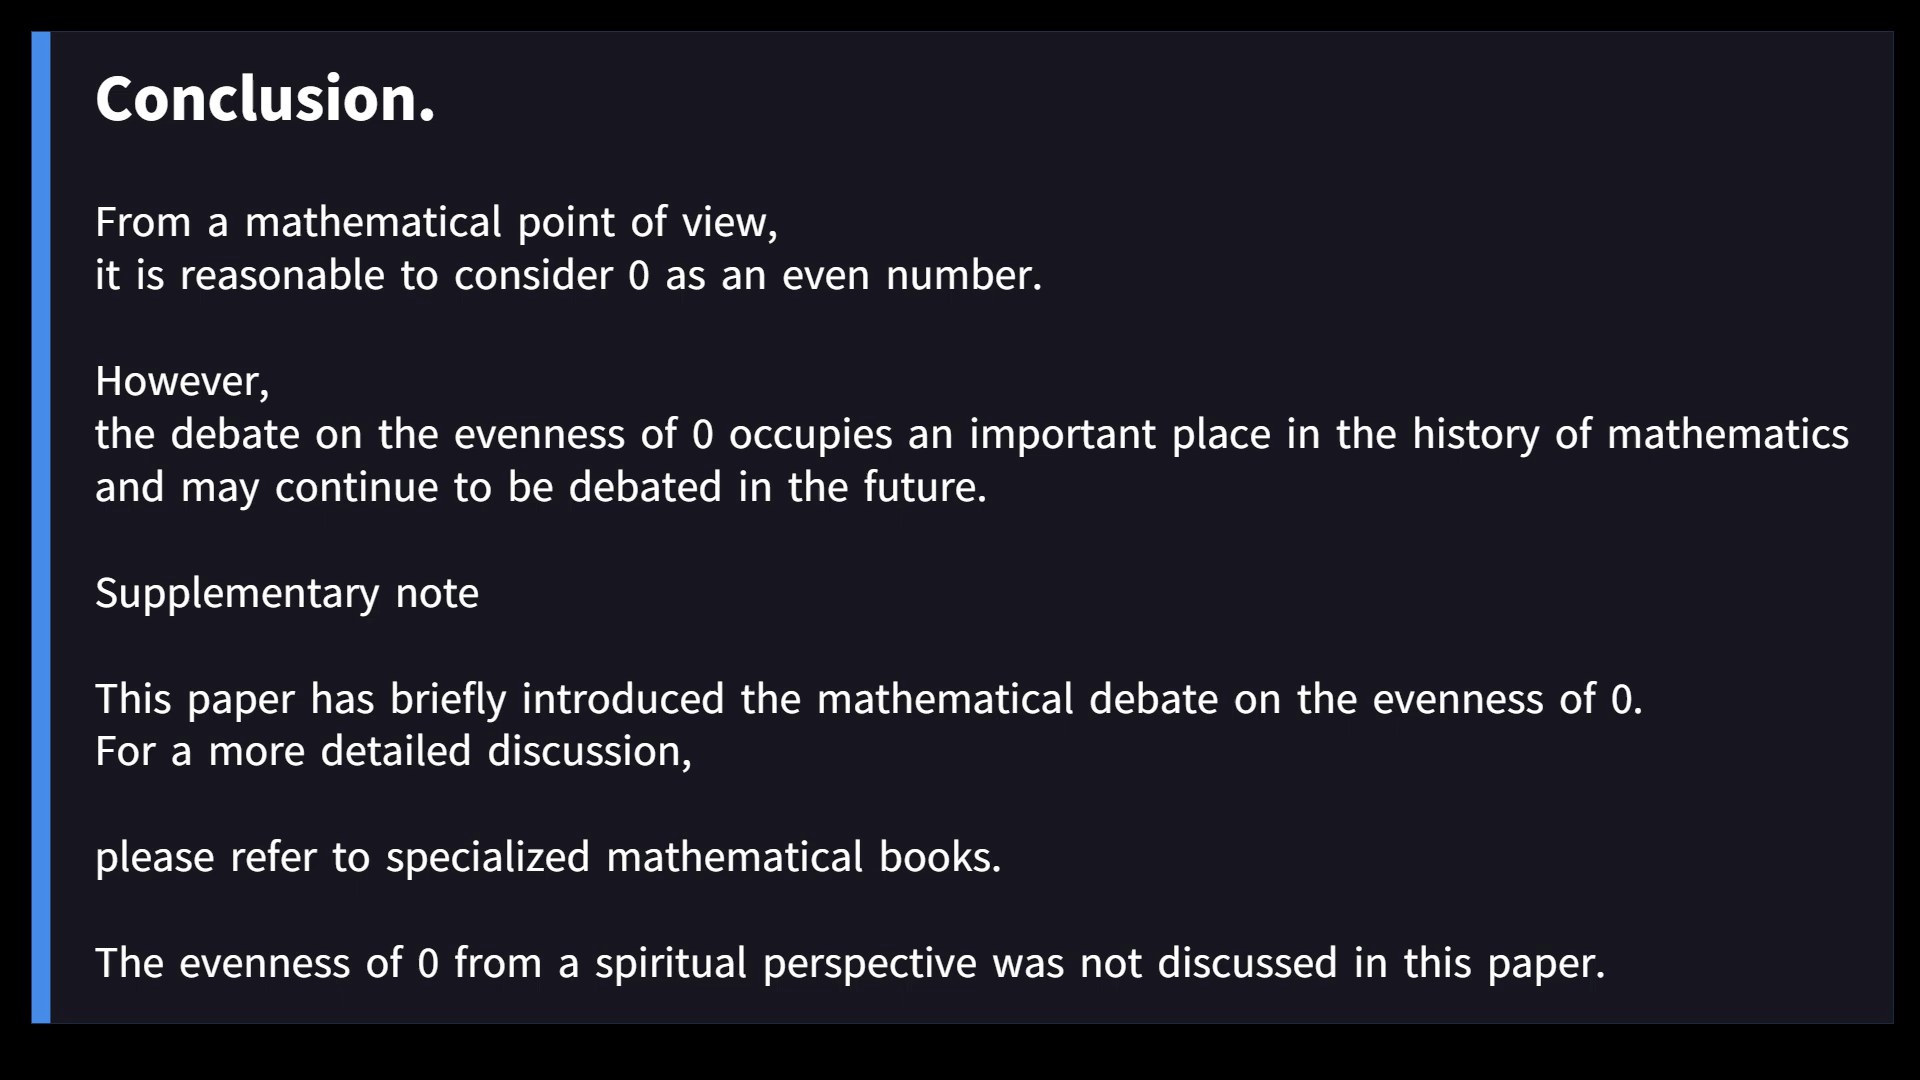 Conclusion.
From a mathematical point of view,
it is reasonable to consider 0 as an even number.
However,
the debate on the evenness of 0 occupies an important place in the history of mathematics
and may continue to be debated in the future.
Supplementary note
This paper has briefly introduced the mathematical debate on the evenness of 0.
For a more detailed discussion,
please refer to specialized mathematical books.
The evenness of 0 from a spiritual perspective was not discussed in this paper.